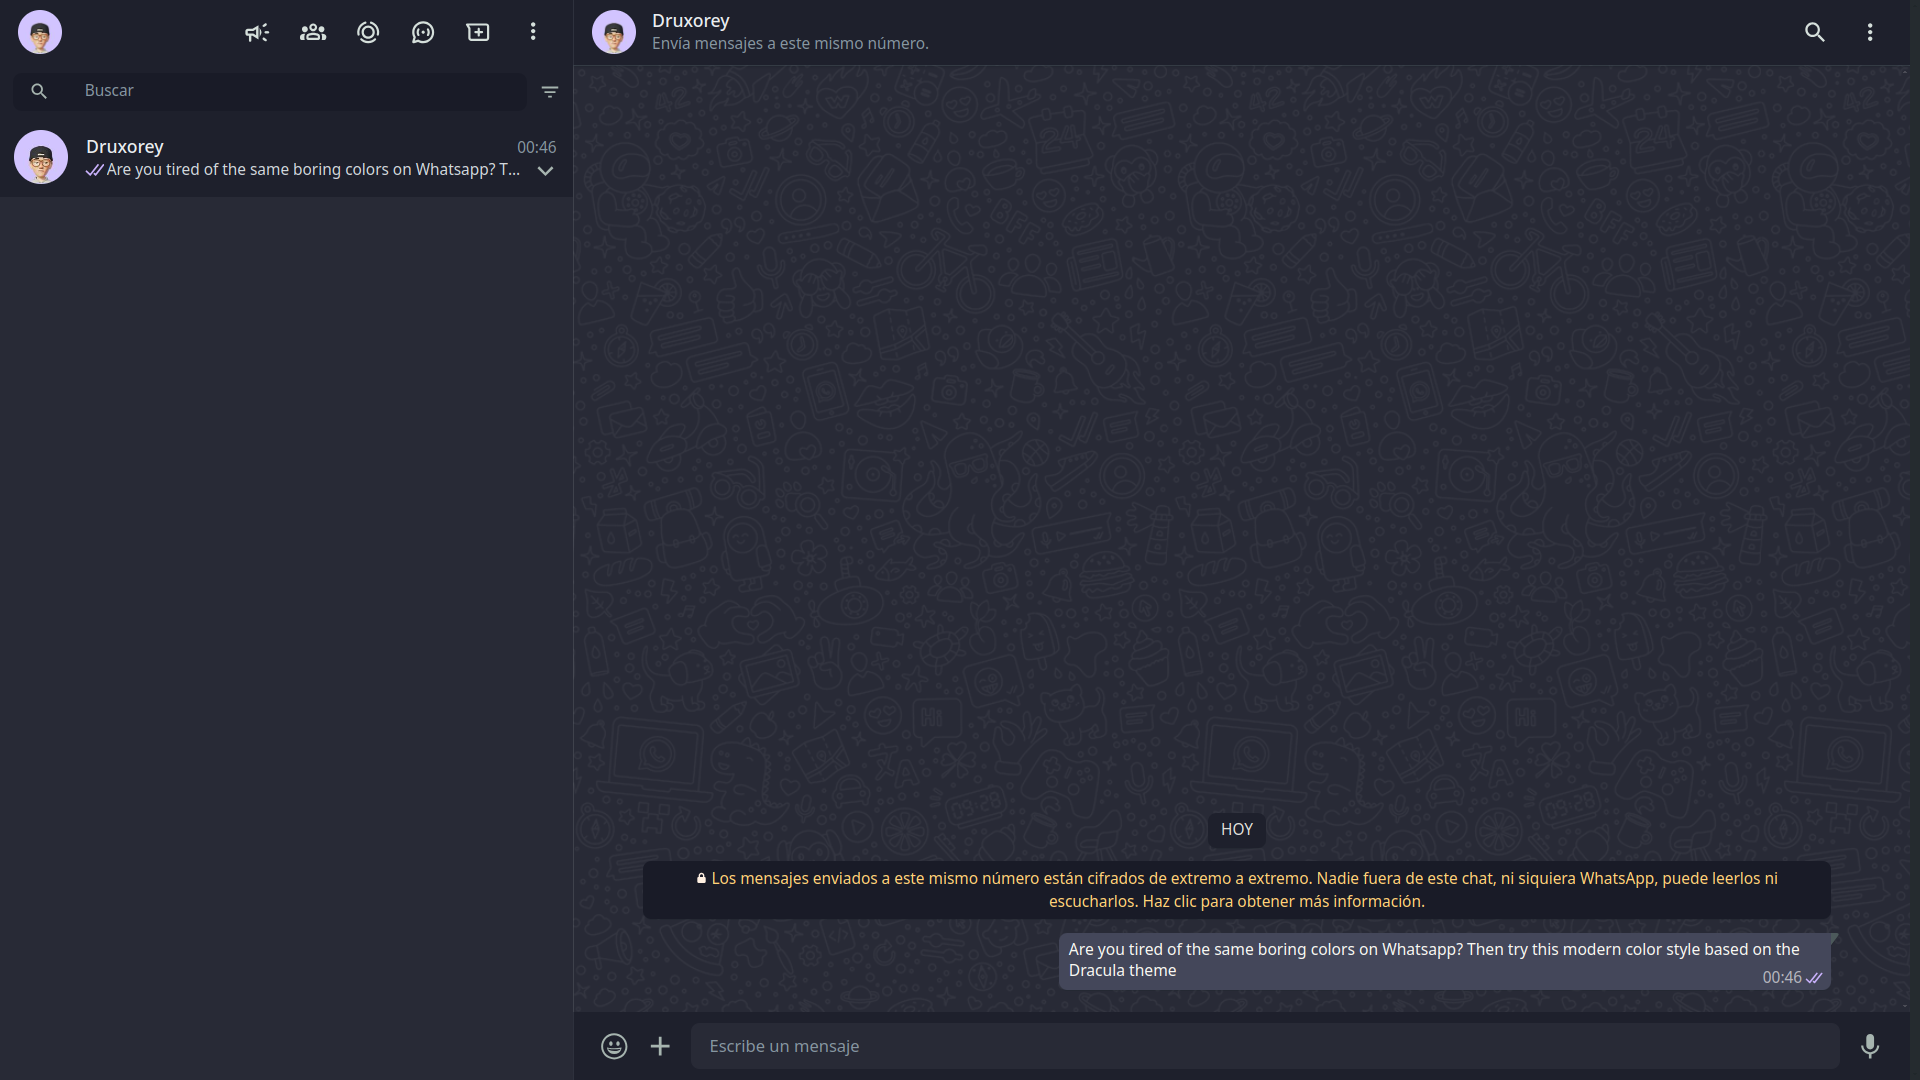 Druxorey
Envía mensajes a este mismo número.
Buscar
Druxorey
00:46
Are you tired of the same boring colors on Whatsapp? T...
HOY
Los mensajes enviados a este mismo número están cifrados de extremo a extremo. Nadie fuera de este chat, ni siquiera WhatsApp, puede leerlos ni
escucharlos. Haz clic para obtener más información.
Are you tired of the same boring colors on Whatsapp? Then try this modern color style based on the
Dracula theme
00:46
Escribe un mensaje